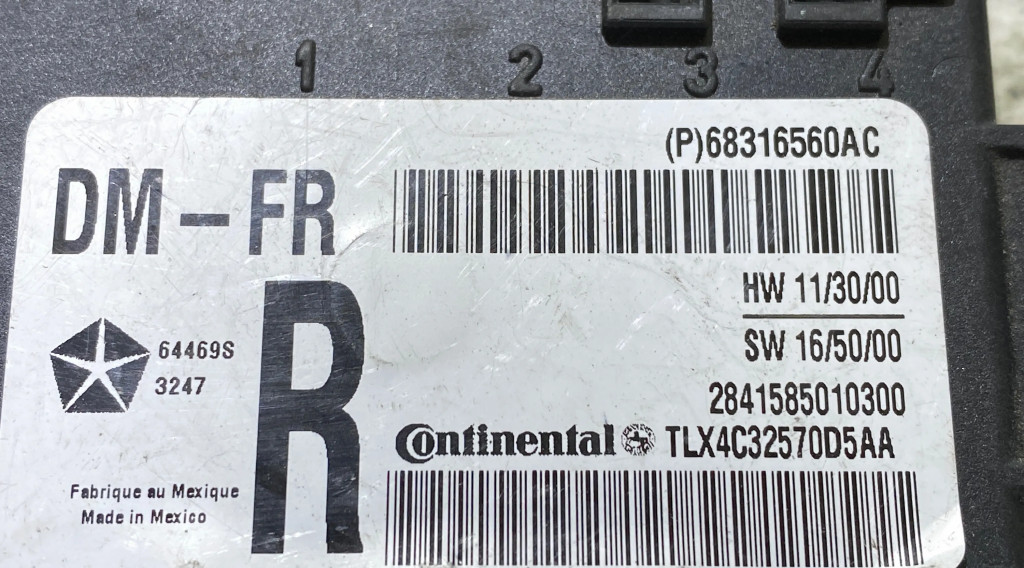 1 2 3 4
(P)68316560AC
DM-FR
HW 11/30/00
SW 16/50/00
64469S
3247
R
2841585010300
Continental TLX4C32570D5AA
Fabrique au Mexique
Made in Mexico